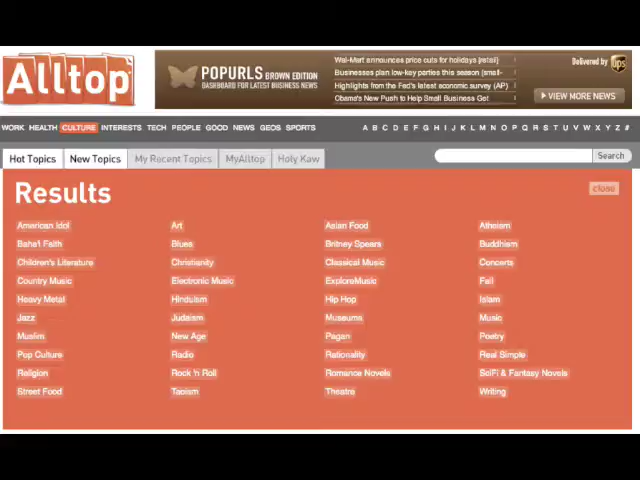 Alltop
POPURLS BROWN EDITION
DASHBOARD FOR LATEST BUSINESS NEWS
Wal-Mart announces price cuts for holidays (retail)
Businesses plan low-key parties this season (small-
Highlights from the Fed's latest economic survey (AP)
Obama's New Push to Help Small Business Get
Delivered by ups
VIEW MORE NEWS
WORK HEALTH CULTURE INTERESTS TECH PEOPLE GOOD NEWS GEOS SPORTS A B C D E F G H I J K L M N O P Q R S T U V W X Y Z #
Hot Topics New Topics My Recent Topics MyAlltop Holy Kaw Search
Results close
American Idol Art Asian Food Atheism
Baha'i Faith Blues Britney Spears Buddhism
Children's Literature Christianity Classical Music Concerts
Country Music Electronic Music ExploreMusic Fail
Heavy Metal Hinduism Hip Hop Islam
Jazz Judaism Museums Music
Muslim New Age Pagan Poetry
Pop Culture Radio Rationality Real Simple
Religion Rock 'n Roll Romance Novels SciFi & Fantasy Novels
Street Food Taoism Theatre Writing